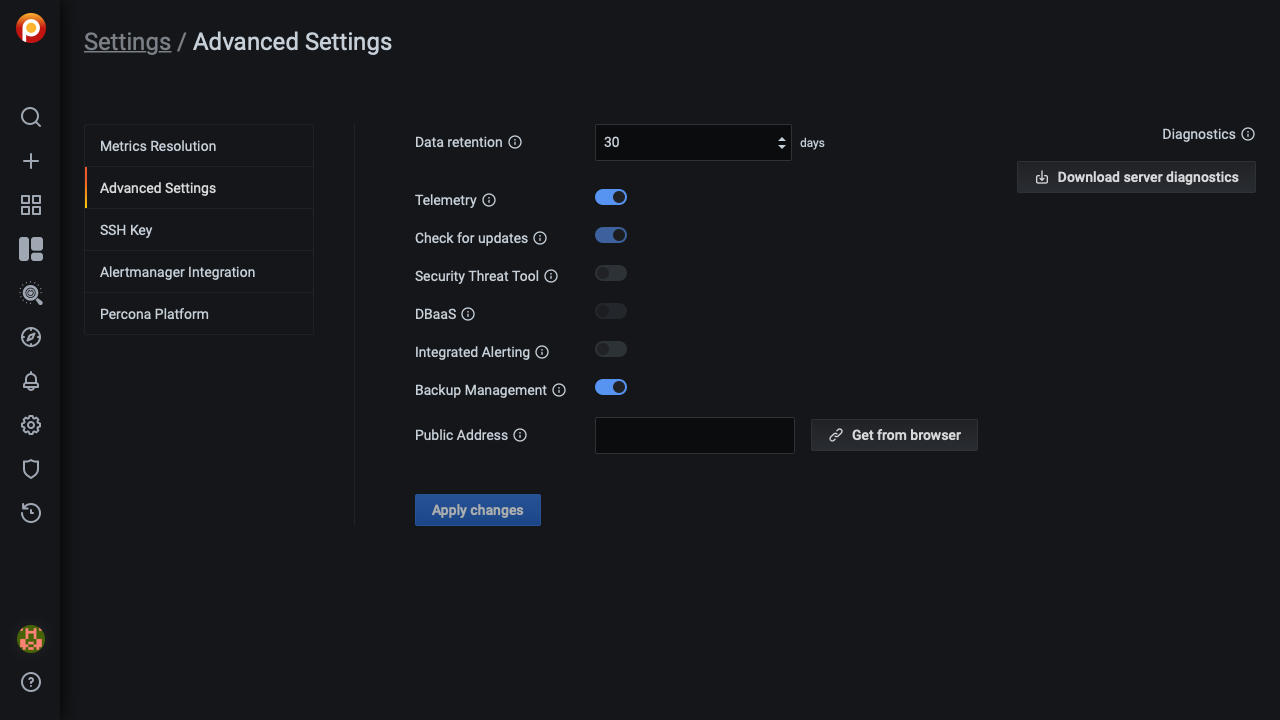 Settings / Advanced Settings
Metrics Resolution
Advanced Settings
SSH Key
Alertmanager Integration
Percona Platform
Data retention
30
days
Telemetry
Check for updates
Security Threat Tool
DBaaS
Integrated Alerting
Backup Management
Public Address
Get from browser
Apply changes
Diagnostics
Download server diagnostics